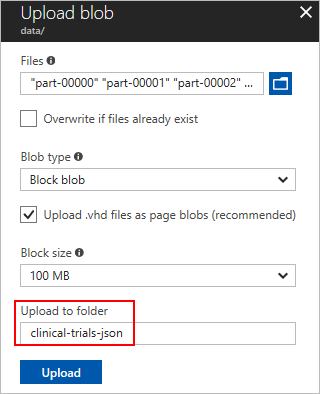 Upload blob
data/
Files
"part-00000" "part-00001" "part-00002" ...
Overwrite if files already exist
Blob type
Block blob
Upload .vhd files as page blobs (recommended)
Block size
100 MB
Upload to folder
clinical-trials-json
Upload